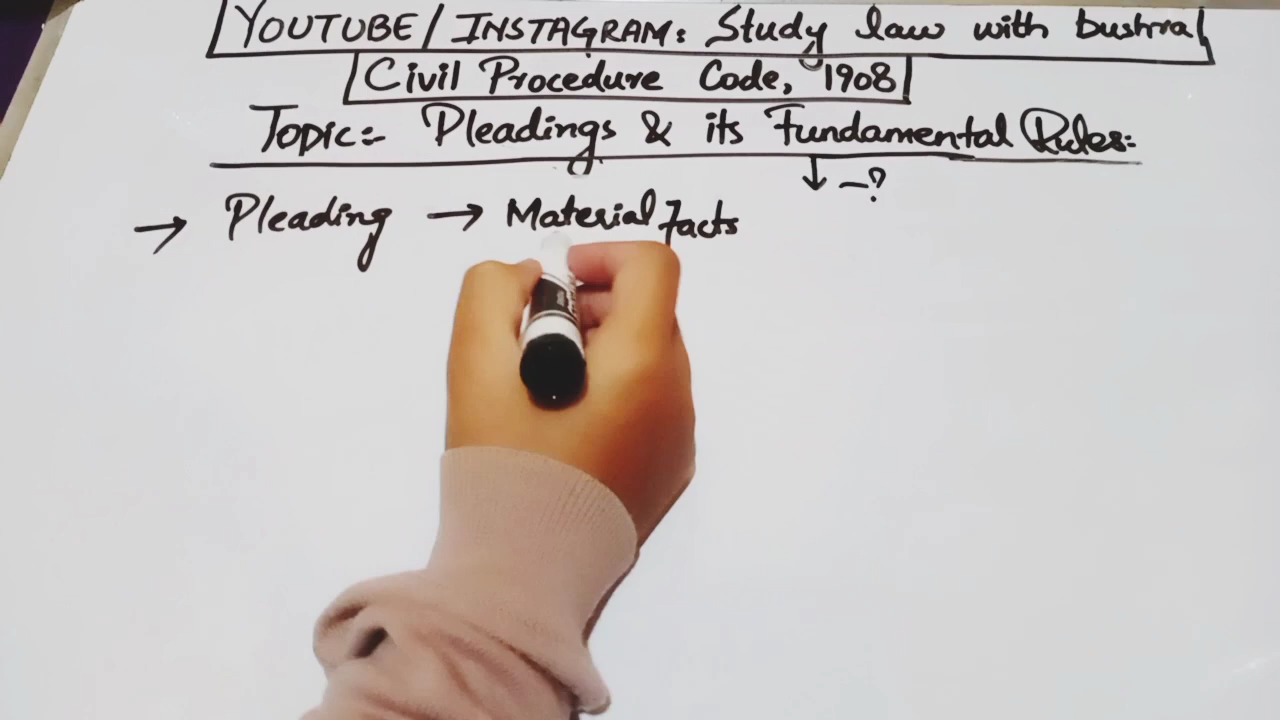 YOUTUBE/INSTAGRAM: Study law with bushra
Civil Procedure Code, 1908
Topic:- Pleadings & its Fundamental Rules:-
↓ -?
→ Pleading → Material facts